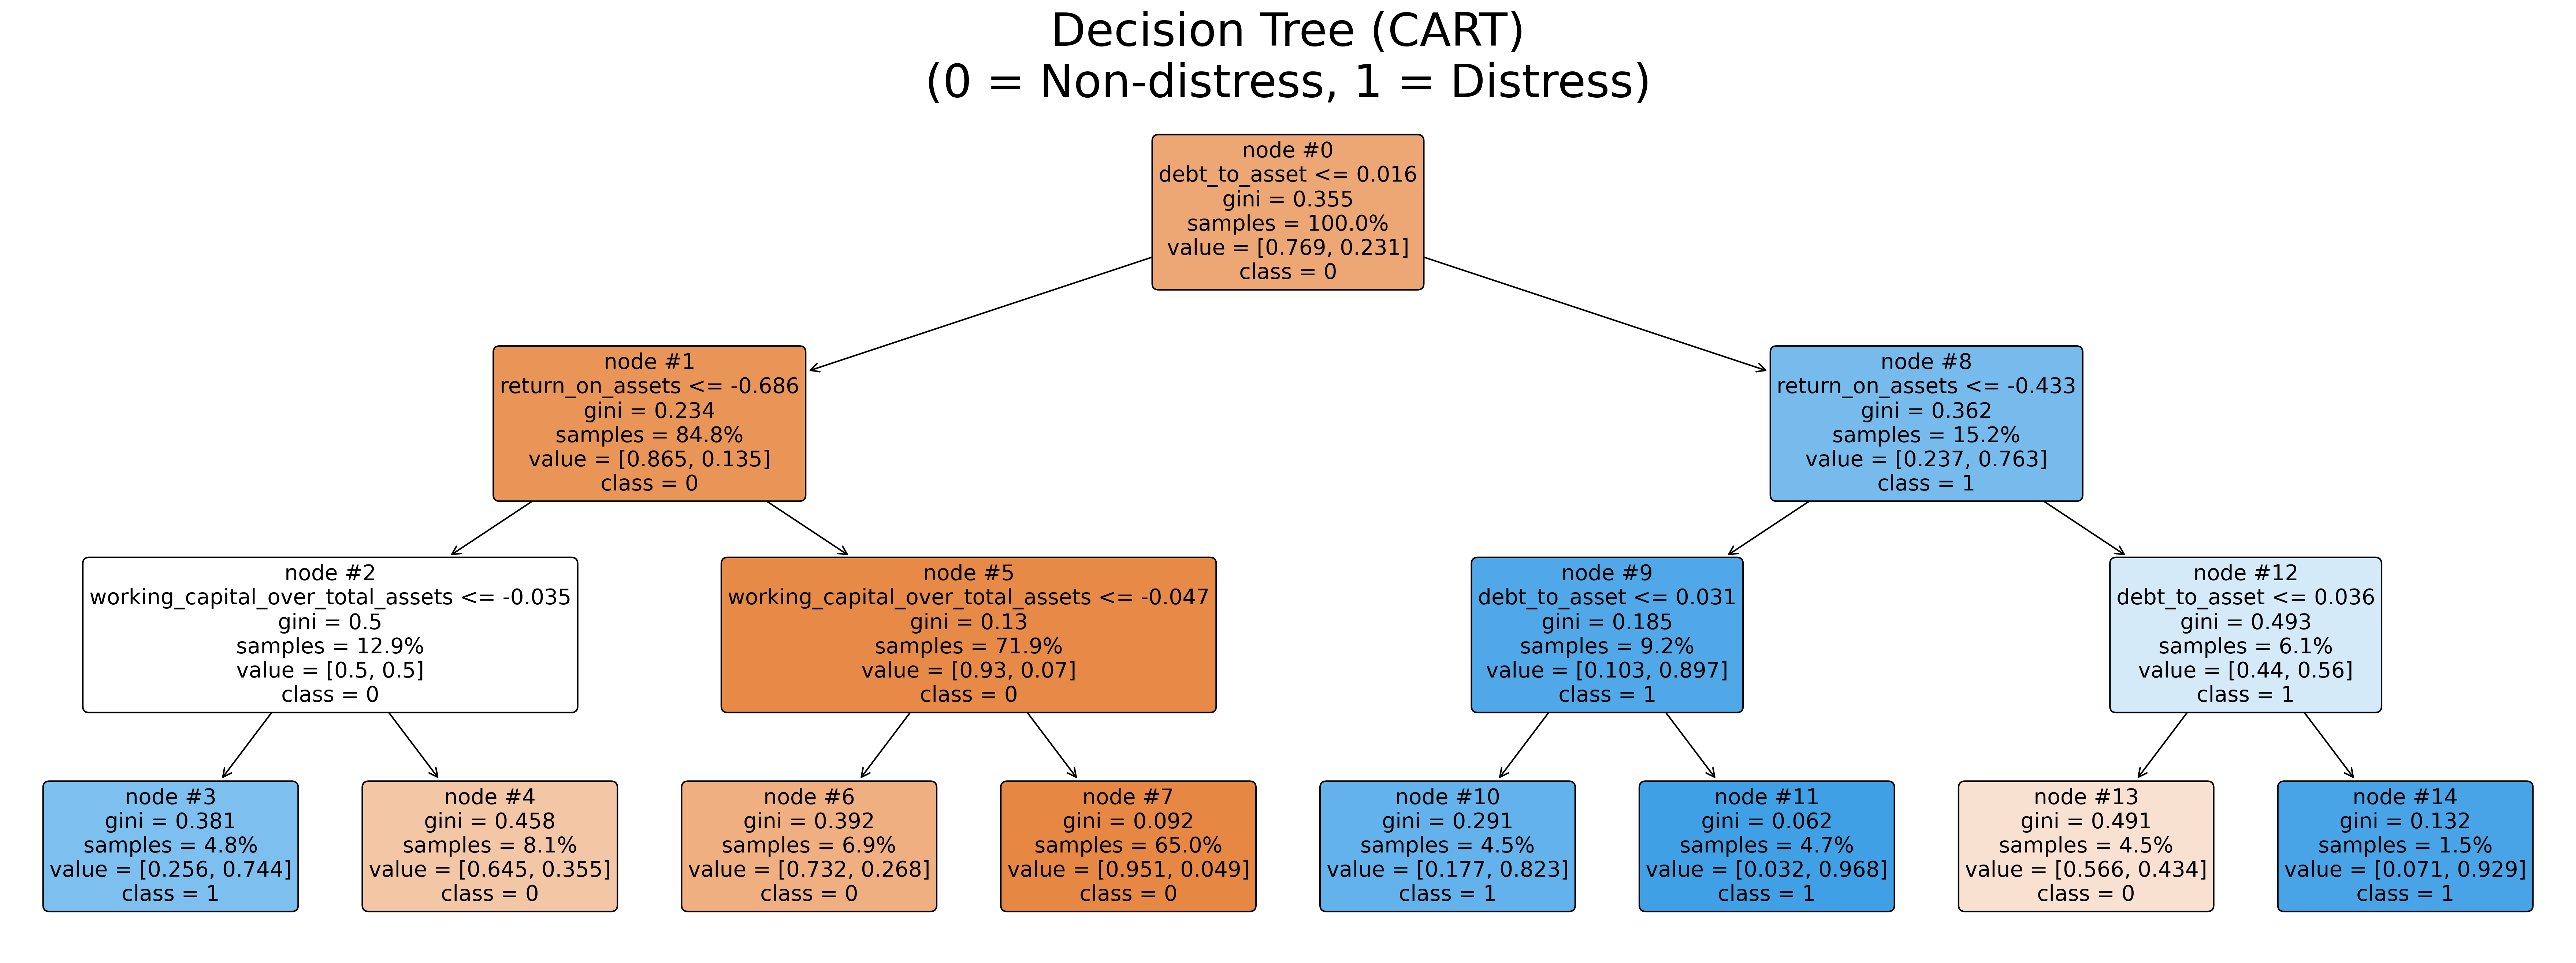 Decision Tree (CART)
(0 = Non-distress, 1 = Distress)
node #0
debt_to_asset <= 0.016
gini = 0.355
samples = 100.0%
value = [0.769, 0.231]
class = 0
node #1
return_on_assets <= -0.686
gini = 0.234
samples = 84.8%
value = [0.865, 0.135]
class = 0
node #8
return_on_assets <= -0.433
gini = 0.362
samples = 15.2%
value = [0.237, 0.763]
class = 1
node #2
working_capital_over_total_assets <= -0.035
gini = 0.5
samples = 12.9%
value = [0.5, 0.5]
class = 0
node #5
working_capital_over_total_assets <= -0.047
gini = 0.13
samples = 71.9%
value = [0.93, 0.07]
class = 0
node #9
debt_to_asset <= 0.031
gini = 0.185
samples = 9.2%
value = [0.103, 0.897]
class = 1
node #12
debt_to_asset <= 0.036
gini = 0.493
samples = 6.1%
value = [0.44, 0.56]
class = 1
node #3
gini = 0.381
samples = 4.8%
value = [0.256, 0.744]
class = 1
node #4
gini = 0.458
samples = 8.1%
value = [0.645, 0.355]
class = 0
node #6
gini = 0.392
samples = 6.9%
value = [0.732, 0.268]
class = 0
node #7
gini = 0.092
samples = 65.0%
value = [0.951, 0.049]
class = 0
node #10
gini = 0.291
samples = 4.5%
value = [0.177, 0.823]
class = 1
node #11
gini = 0.062
samples = 4.7%
value = [0.032, 0.968]
class = 1
node #13
gini = 0.491
samples = 4.5%
value = [0.566, 0.434]
class = 0
node #14
gini = 0.132
samples = 1.5%
value = [0.071, 0.929]
class = 1